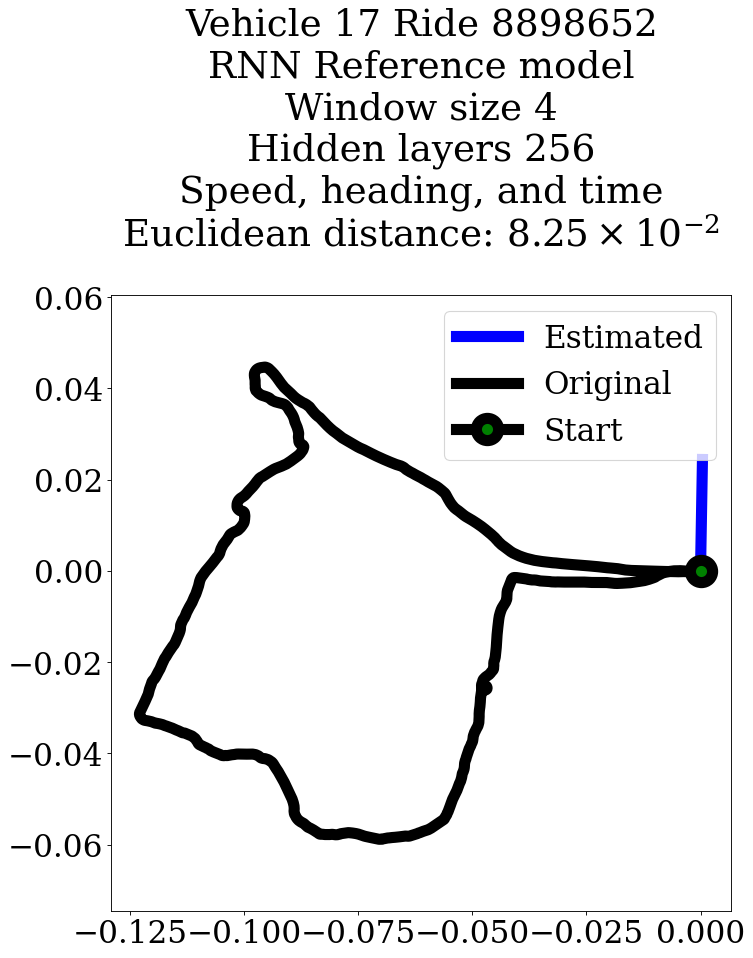 Vehicle 17 Ride 8898652
RNN Reference model
Window size 4
Hidden layers 256
Speed, heading, and time
Euclidean distance: 8.25 × 10⁻²
0.06
Estimated
0.04
Original
Start
0.02
0.00
−0.02
−0.04
−0.06
−0.125 −0.100 −0.075 −0.050 −0.025 0.000